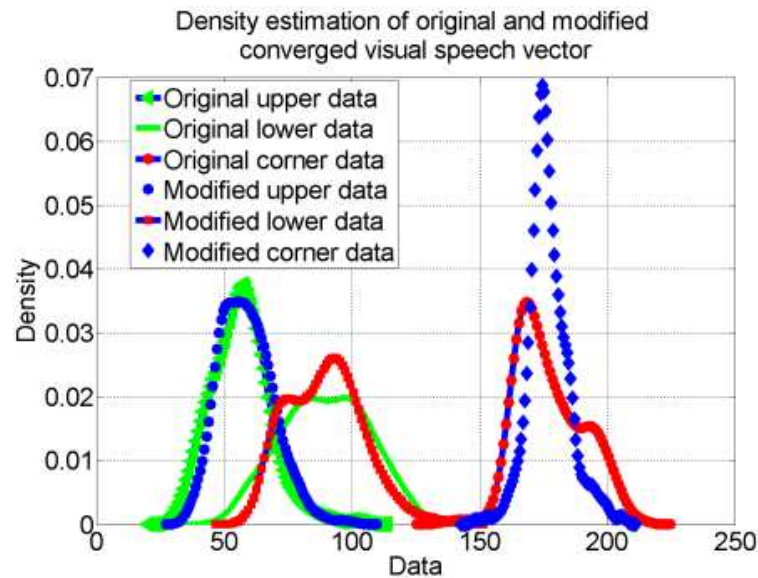 Density estimation of original and modified
converged visual speech vector
0.07
0.06
0.05
0.04
0.03
0.02
0.01
0
Density
Original upper data
Original lower data
Original corner data
Modified upper data
Modified lower data
Modified corner data
0 50 100 150 200 250
Data